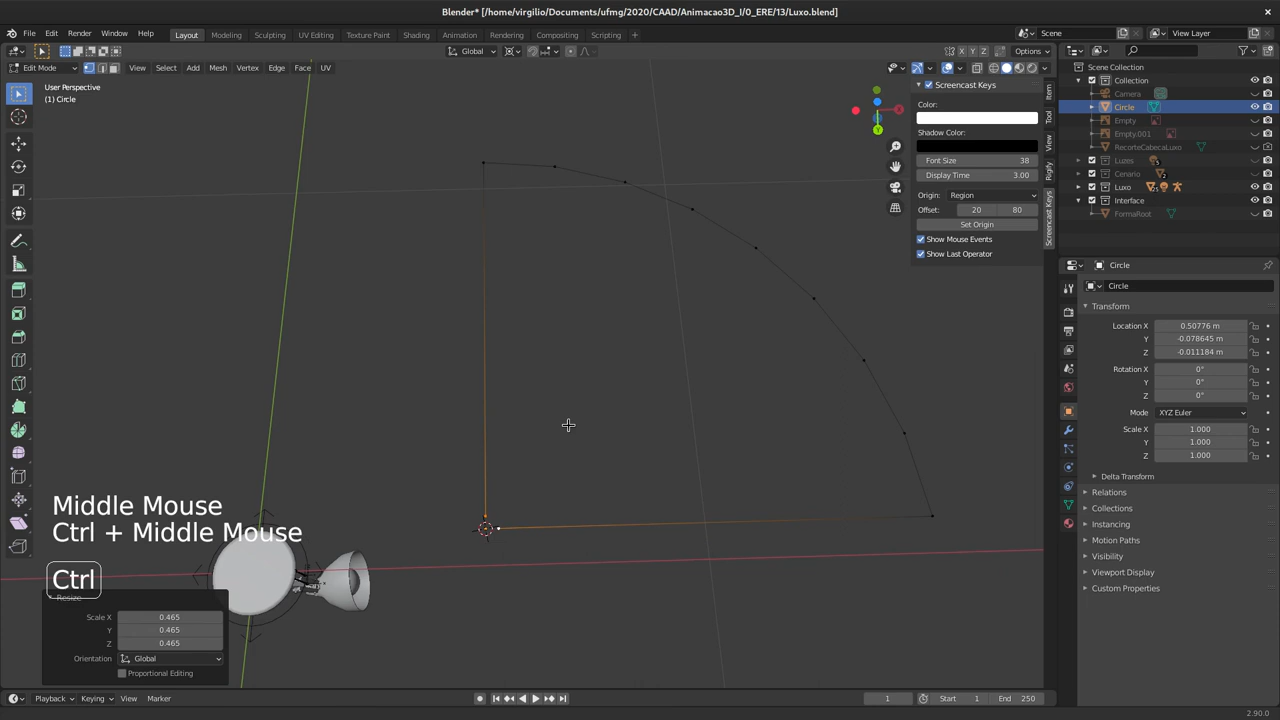 Blender* [/home/virgilio/Documents/ufmg/2020/CAAD/Animacao3D_I/0_ERE/13/Luxo.blend]
File Edit Render Window Help Layout Modeling Sculpting UV Editing Texture Paint Shading Animation Rendering Compositing Scripting + Scene View Layer
Global X Y Z Options
Edit Mode View Select Add Mesh Vertex Edge Face UV
User Perspective
(1) Circle
Screencast Keys
Color:
Shadow Color:
Font Size 38
Display Time 3.00
Origin: Region
Offset: 20 80
Set Origin
Show Mouse Events
Show Last Operator
Item
Tool
View
Rigify
Screencast Keys
Y
Scene Collection
Collection
Camera
Circle
Empty
Empty.001
RecorteCabecaLuxo
Luzes
Cenario
Luxo
Interface
FormaRoot
Circle
Circle
Transform
Location X 0.50776 m
Y -0.078645 m
Z -0.011184 m
Rotation X 0°
Y 0°
Z 0°
Mode XYZ Euler
Scale X 1.000
Y 1.000
Z 1.000
Delta Transform
Relations
Collections
Instancing
Motion Paths
Visibility
Viewport Display
Custom Properties
Middle Mouse
Ctrl + Middle Mouse
Ctrl
Resize
Scale X 0.465
Y 0.465
Z 0.465
Orientation Global
Proportional Editing
Playback Keying View Marker 1 Start 1 End 250
2.90.0